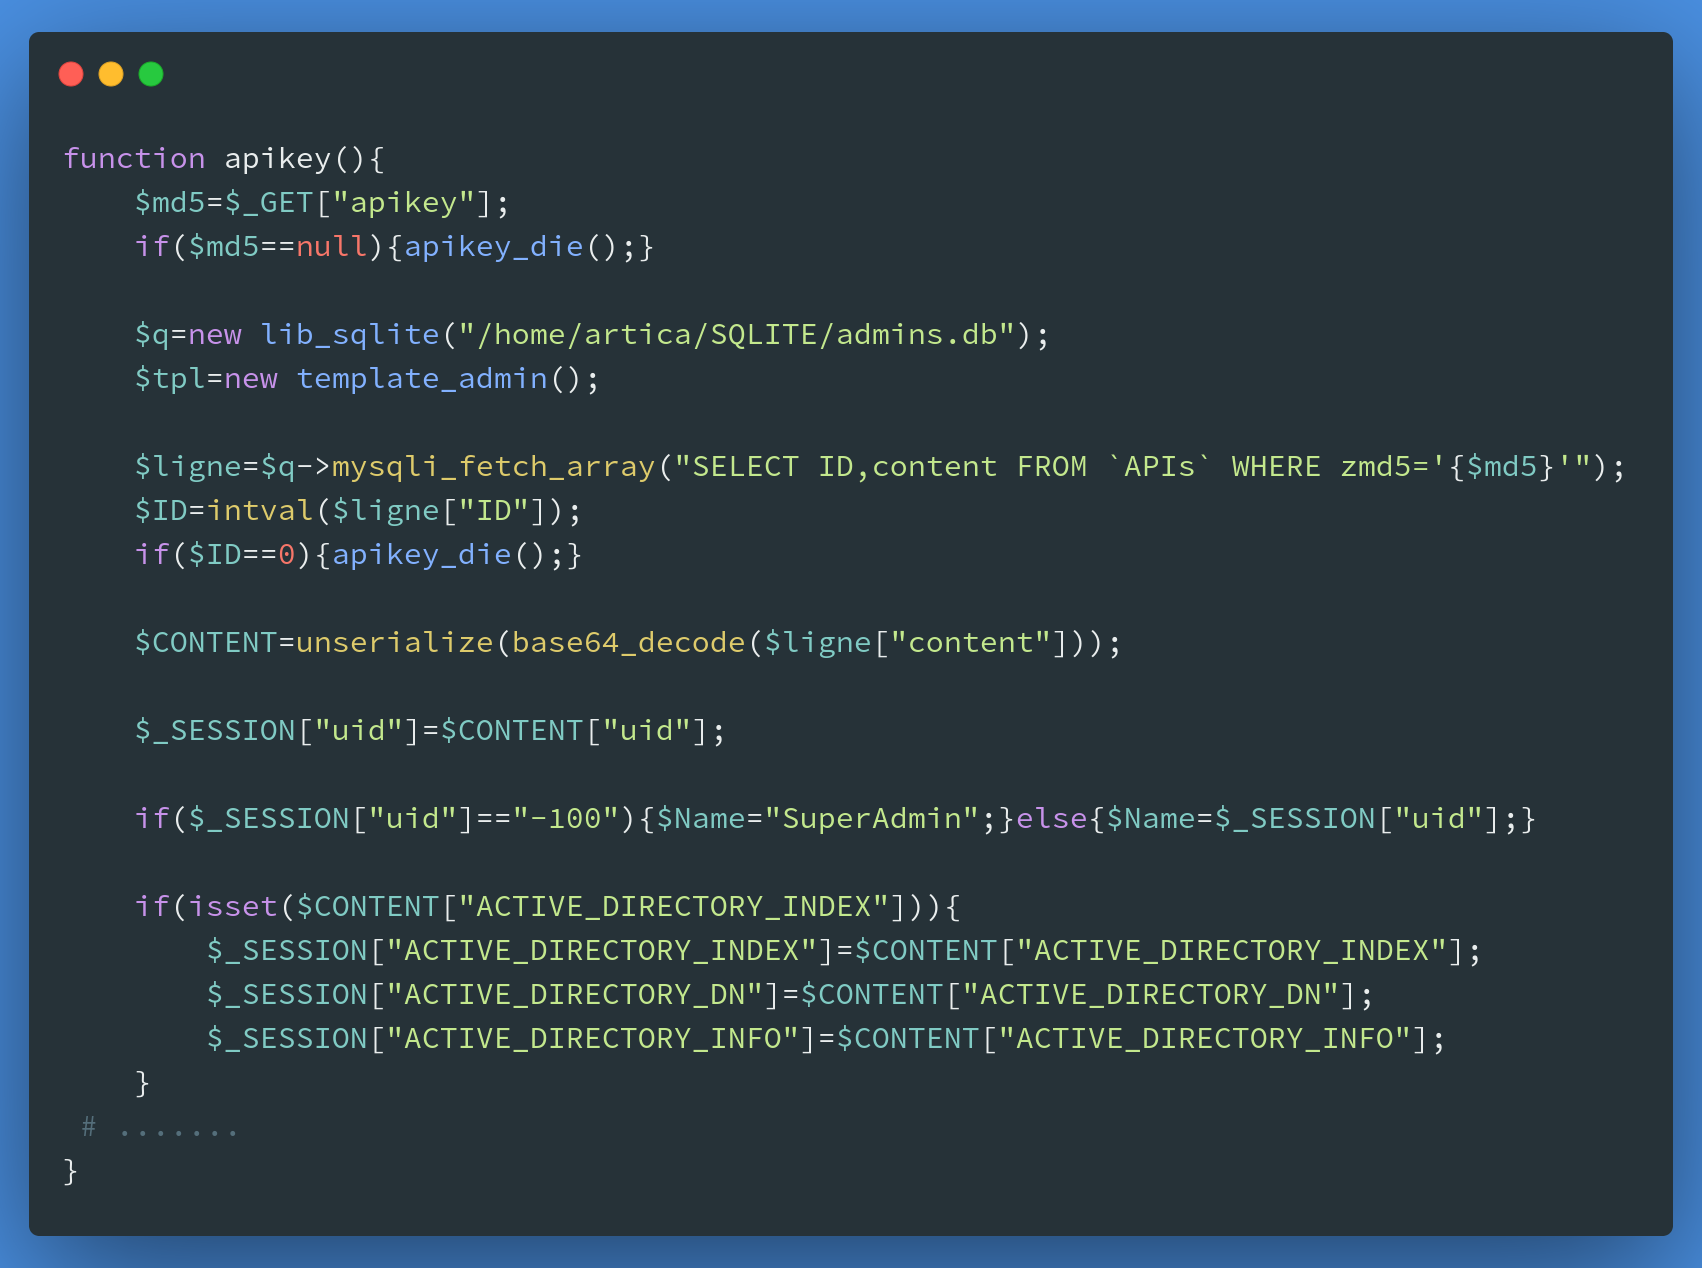 function apikey(){
    $md5=$_GET["apikey"];
    if($md5==null){apikey_die();}

    $q=new lib_sqlite("/home/artica/SQLITE/admins.db");
    $tpl=new template_admin();

    $ligne=$q->mysqli_fetch_array("SELECT ID,content FROM `APIs` WHERE zmd5='{$md5}'");
    $ID=intval($ligne["ID"]);
    if($ID==0){apikey_die();}

    $CONTENT=unserialize(base64_decode($ligne["content"]));

    $_SESSION["uid"]=$CONTENT["uid"];

    if($_SESSION["uid"]=="-100"){$Name="SuperAdmin";}else{$Name=$_SESSION["uid"];}

    if(isset($CONTENT["ACTIVE_DIRECTORY_INDEX"])){
        $_SESSION["ACTIVE_DIRECTORY_INDEX"]=$CONTENT["ACTIVE_DIRECTORY_INDEX"];
        $_SESSION["ACTIVE_DIRECTORY_DN"]=$CONTENT["ACTIVE_DIRECTORY_DN"];
        $_SESSION["ACTIVE_DIRECTORY_INFO"]=$CONTENT["ACTIVE_DIRECTORY_INFO"];
    }
 # .......
}